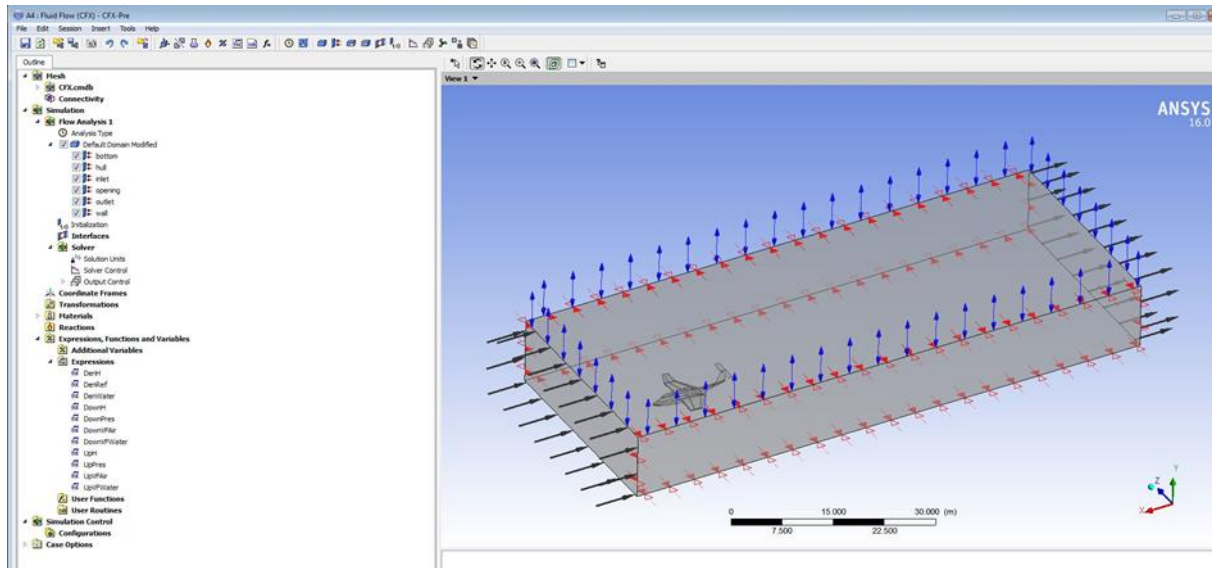 A4 : Fluid Flow (CFX) - CFX-Pre
File Edit Session Insert Tools Help
Outline
Mesh
CFX.cmdb
Connectivity
Simulation
Flow Analysis 1
Analysis Type
Default Domain Modified
bottom
hull
inlet
opening
outlet
wall
Initialization
Interfaces
Solver
Solution Units
Solver Control
Output Control
Coordinate Frames
Transformations
Materials
Reactions
Expressions, Functions and Variables
Additional Variables
Expressions
DenH
DenRef
DenWater
DownH
DownPres
DownVFAir
DownVFWater
UpH
UpPres
UpVFAir
UpVFWater
User Functions
User Routines
Simulation Control
Configurations
Case Options
View 1
ANSYS
16.0
0 15.000 30.000 (m)
7.500 22.500
X Y Z